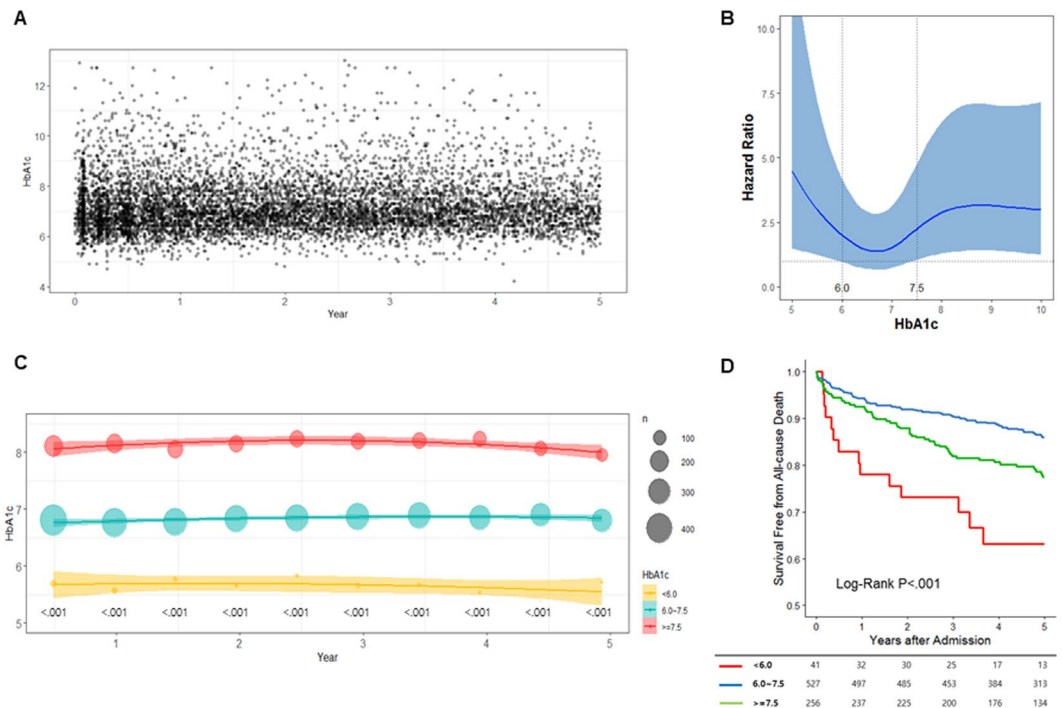 A
HbA1c
12
10
8
6
4
0 1 2 3 4 5
Year
B
Hazard Ratio
10.0
7.5
5.0
2.5
0.0
6.0 7.5
5 6 7 8 9 10
HbA1c
C
HbA1c
8
7
6
5
<.001 <.001 <.001 <.001 <.001 <.001 <.001 <.001 <.001 <.001
1 2 3 4 5
Year
n
100
200
300
400
HbA1c
<6.0
6.0~7.5
>=7.5
D
Survival Free from All-cause Death
1.0
0.9
0.8
0.7
0.6
0.5
Log-Rank P<.001
0 1 2 3 4 5
Years after Admission
<6.0 41 32 30 25 17 13
6.0~7.5 527 497 485 453 384 313
>=7.5 256 237 225 200 176 134